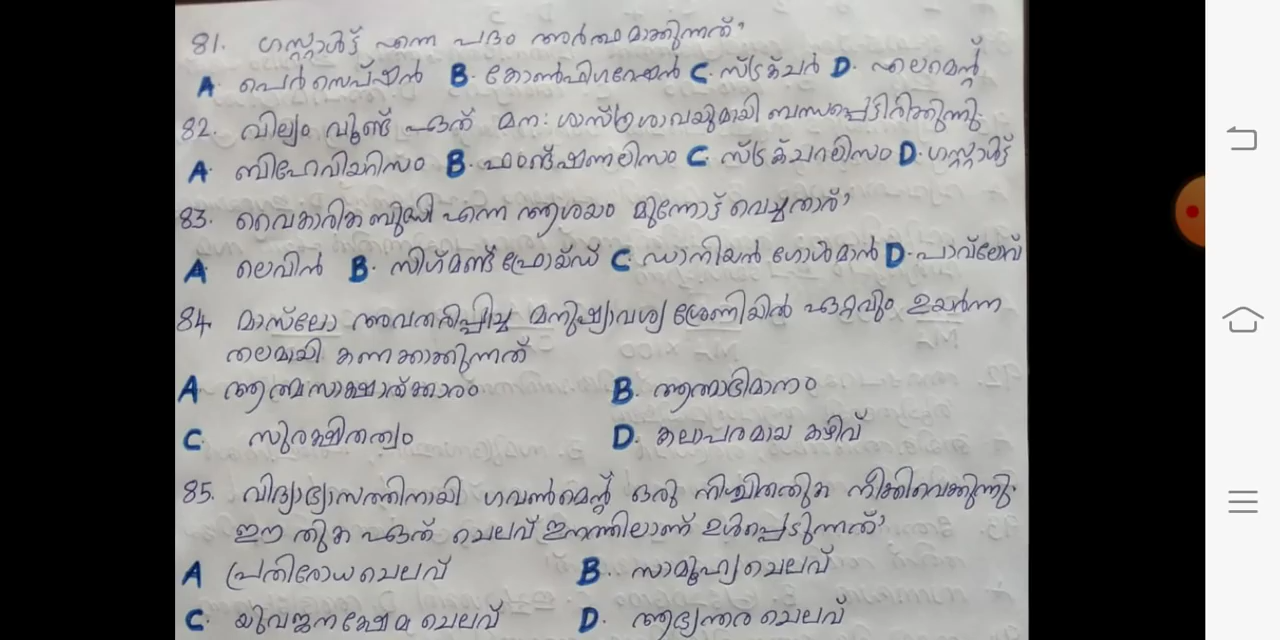 81. ഗസ്റ്റാൾട്ട് എന്ന പദം അർത്ഥമാക്കുന്നത്
A പെർസെപ്ഷൻ B. കോൺഫിഗറേഷൻ C. സ്ട്രക്ചർ D. എലമെന്റ്
82. വില്യം വൂണ്ട് ഏത് മന:ശാസ്ത്രശാഖയുമായി ബന്ധപ്പെട്ടിരിക്കുന്നു.
A. ബിഹേവിയറിസം B. ഫംങ്ഷണലിസം C. സ്ട്രക്ചറലിസം D. ഗസ്റ്റാൾട്ട്
83. വൈകാരിക ബുദ്ധി എന്ന ആശയം മുന്നോട്ട് വെച്ചതാര്
A. ലെവിൻ B. സിഗ്മണ്ട് ഫ്രോയ്ഡ് C ഡാനിയൻ ഗോൾമാൻ D. പാവ്ലോവ്
84. മാസ്ലോ അവതരിപ്പിച്ച മനുഷ്യാവശ്യ ശ്രേണിയിൽ ഏറ്റവും ഉയർന്ന
തലമായി കണക്കാക്കുന്നത്
A ആത്മസാക്ഷാത്ക്കാരം B. ആത്മാഭിമാനം
C. സുരക്ഷിതത്വം D. കലാപരമായ കഴിവ്
85. വിദ്യാഭ്യാസത്തിനായി ഗവൺമെന്റ് ഒരു നിശ്ചിതതുക നീക്കിവെക്കുന്നു.
ഈ തുക ഏത് ചെലവ് ഇനത്തിലാണ് ഉൾപ്പെടുന്നത്
A പ്രതിരോധ ചെലവ് B. സാമൂഹ്യ ചെലവ്
C. യുവജനക്ഷേമ ചെലവ് D. ആഭ്യന്തര ചെലവ്